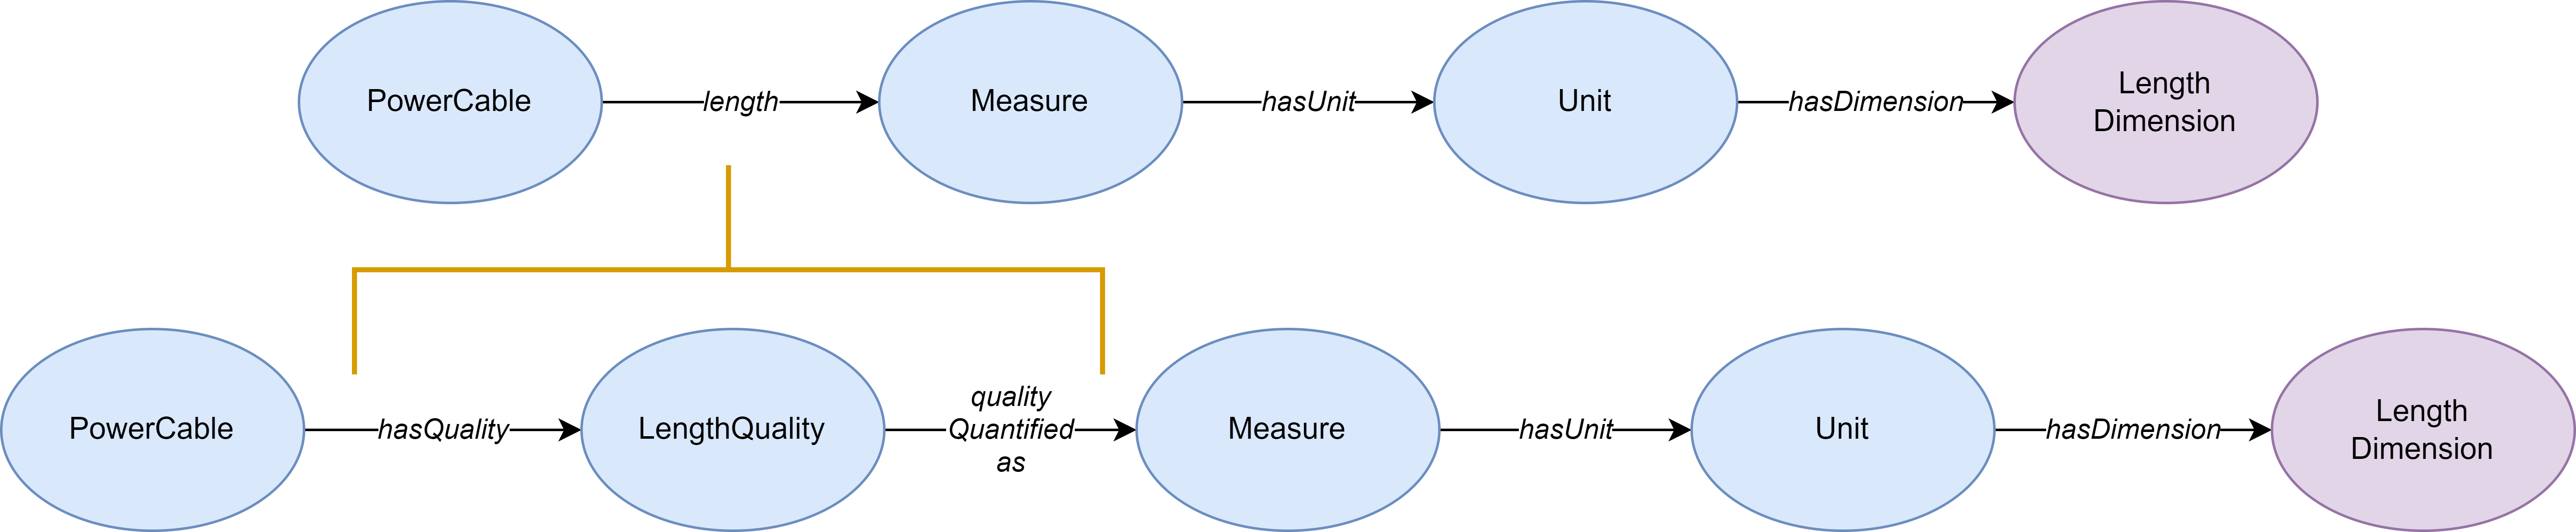 PowerCable
length
Measure
hasUnit
Unit
hasDimension
Length
Dimension
PowerCable
hasQuality
LengthQuality
quality
Quantified
as
Measure
hasUnit
Unit
hasDimension
Length
Dimension